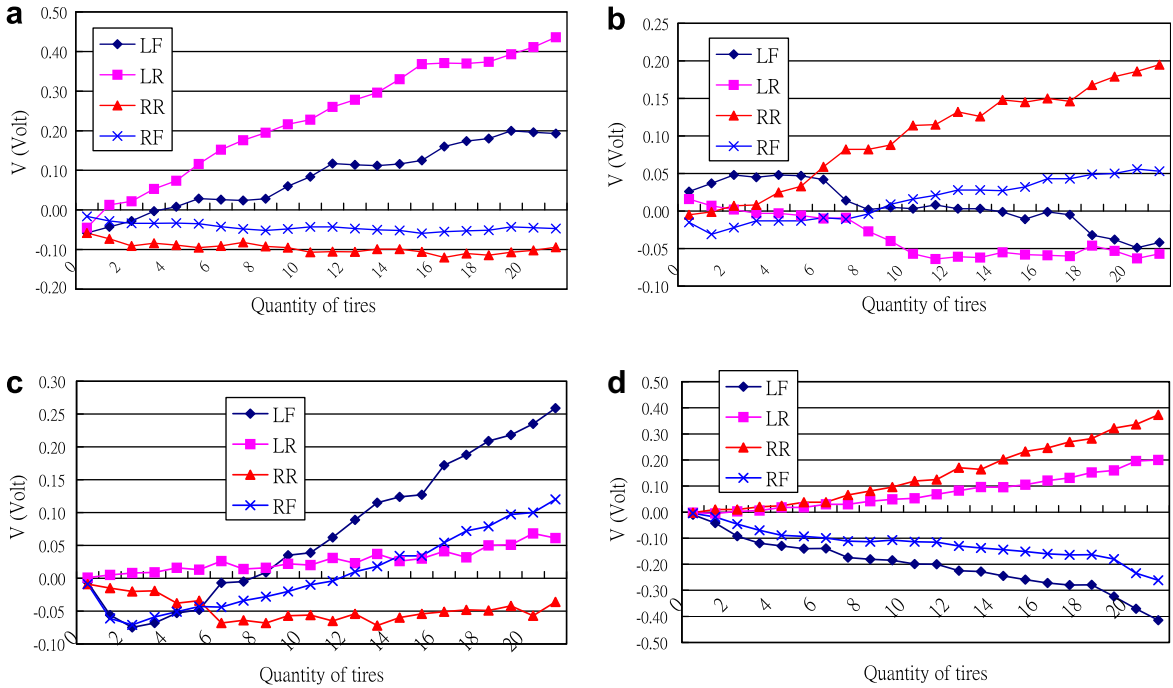 a
0.50
0.40
0.30
0.20
0.10
0.00
-0.10
-0.20
V (Volt)
LF
LR
RR
RF
0 2 4 6 8 10 12 14 16 18 20
Quantity of tires
b
0.25
0.20
0.15
0.10
0.05
0.00
-0.05
-0.10
V (Volt)
LF
LR
RR
RF
0 2 4 6 8 10 12 14 16 18 20
Quantity of tires
c
0.30
0.25
0.20
0.15
0.10
0.05
0.00
-0.05
-0.10
V (Volt)
LF
LR
RR
RF
0 2 4 6 8 10 12 14 16 18 20
Quantity of tires
d
0.50
0.40
0.30
0.20
0.10
0.00
-0.10
-0.20
-0.30
-0.40
-0.50
V (Volt)
LF
LR
RR
RF
0 2 4 6 8 10 12 14 16 18 20
Quantity of tires